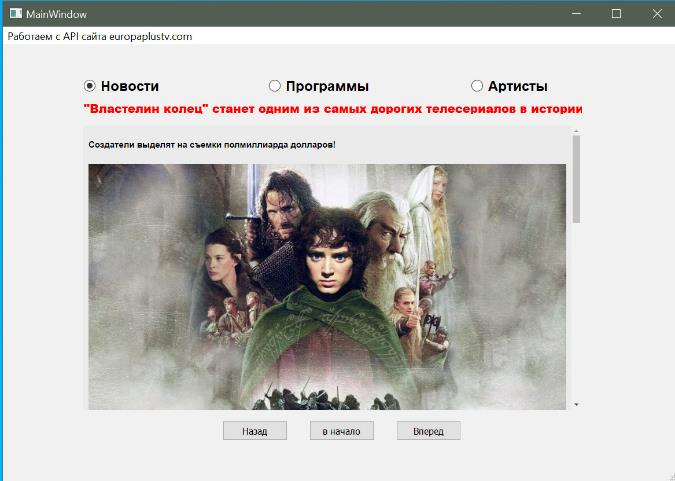 MainWindow
Работаем с API сайта europaplustv.com
Новости Программы Артисты
"Властелин колец" станет одним из самых дорогих телесериалов в истории
Создатели выделят на съемки полмиллиарда долларов!
Назад в начало Вперед